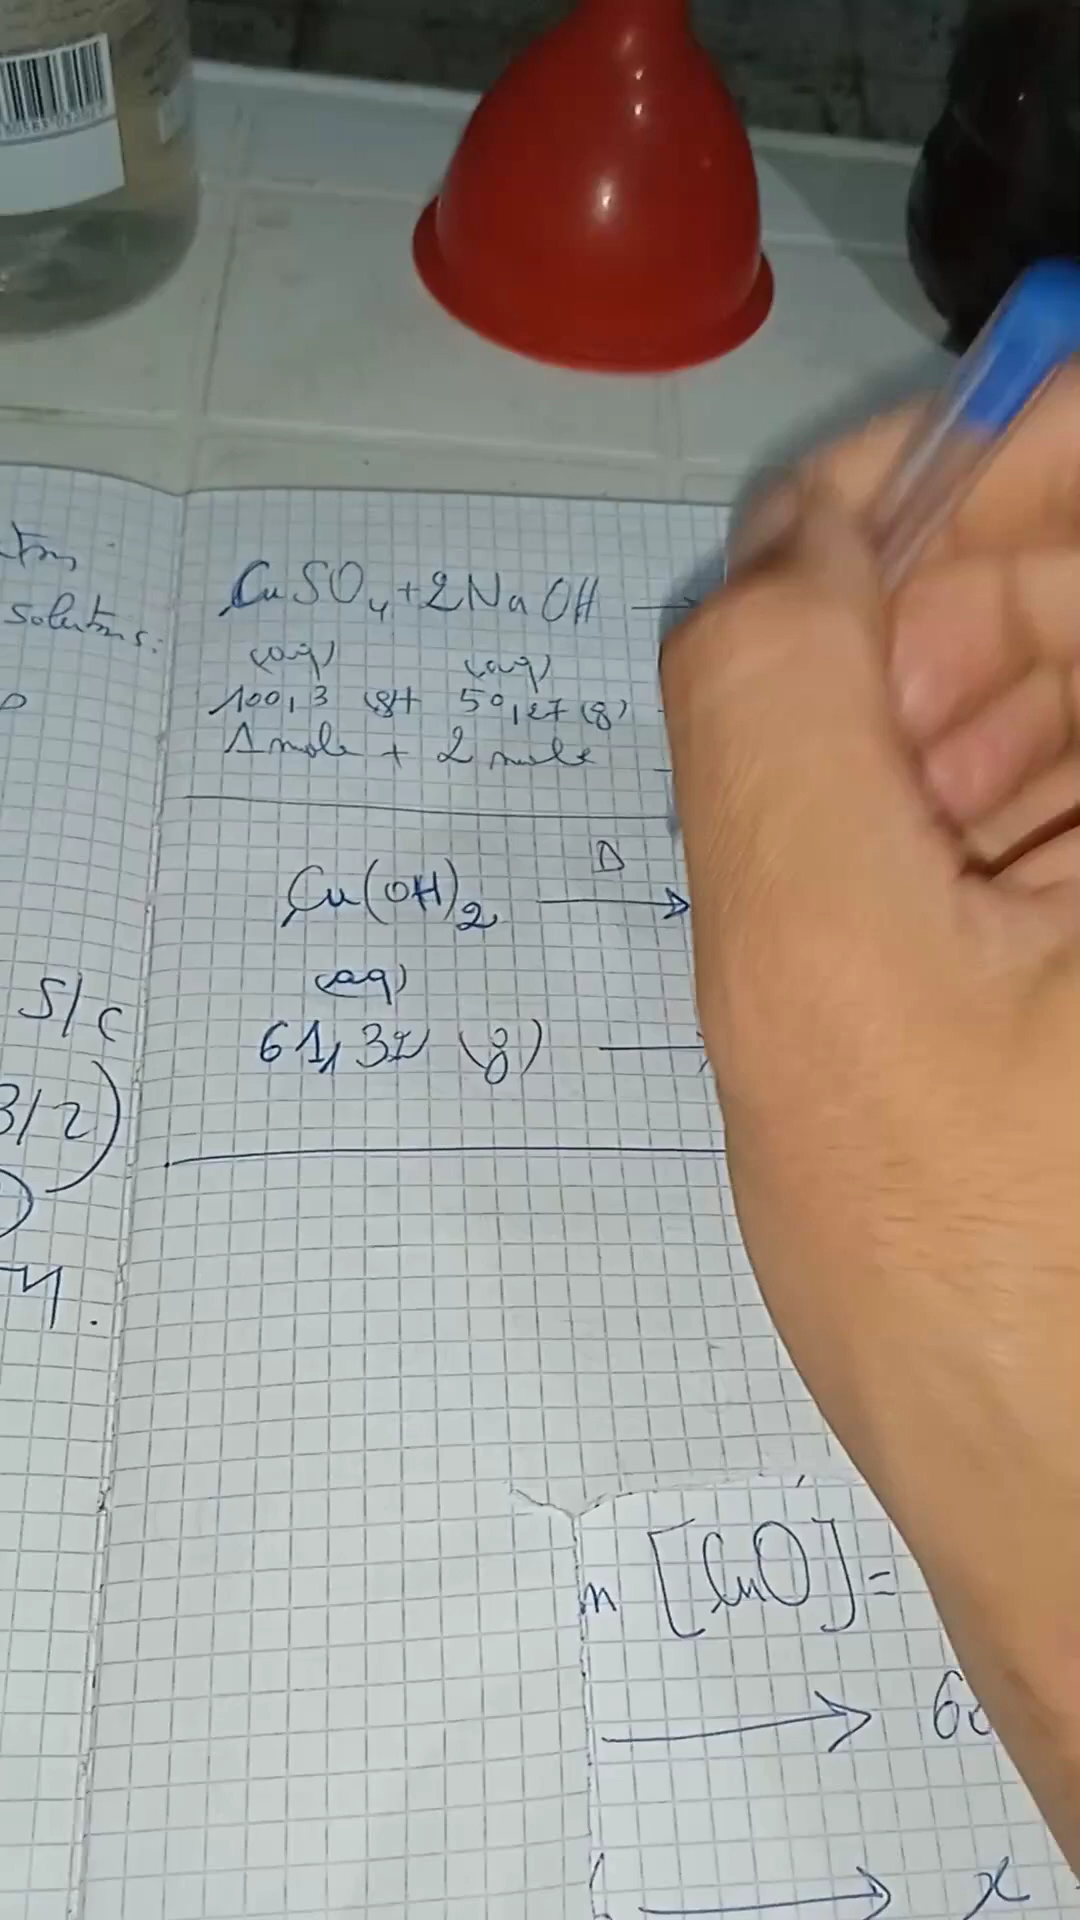 solutions:
CuSO₄ + 2NaOH →
(aq) (aq)
100,3 (g) + 50,27 (g)
1 mole + 2 mole
Δ
Cu(OH)₂ →
(aq)
S/C
61,32 (g) →
3/2)
M.
m [CuO] =
→ 6
→ x